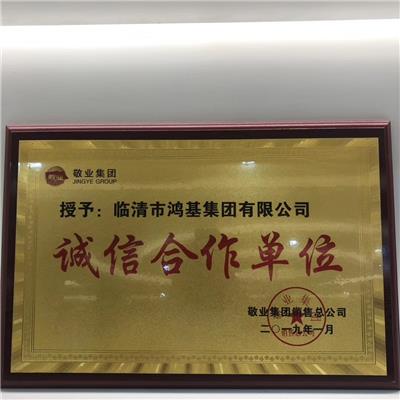 敬业集团
JINGYE GROUP
授予：临清市鸿基集团有限公司
诚信合作单位
敬业集团销售总公司
二〇一九年一月